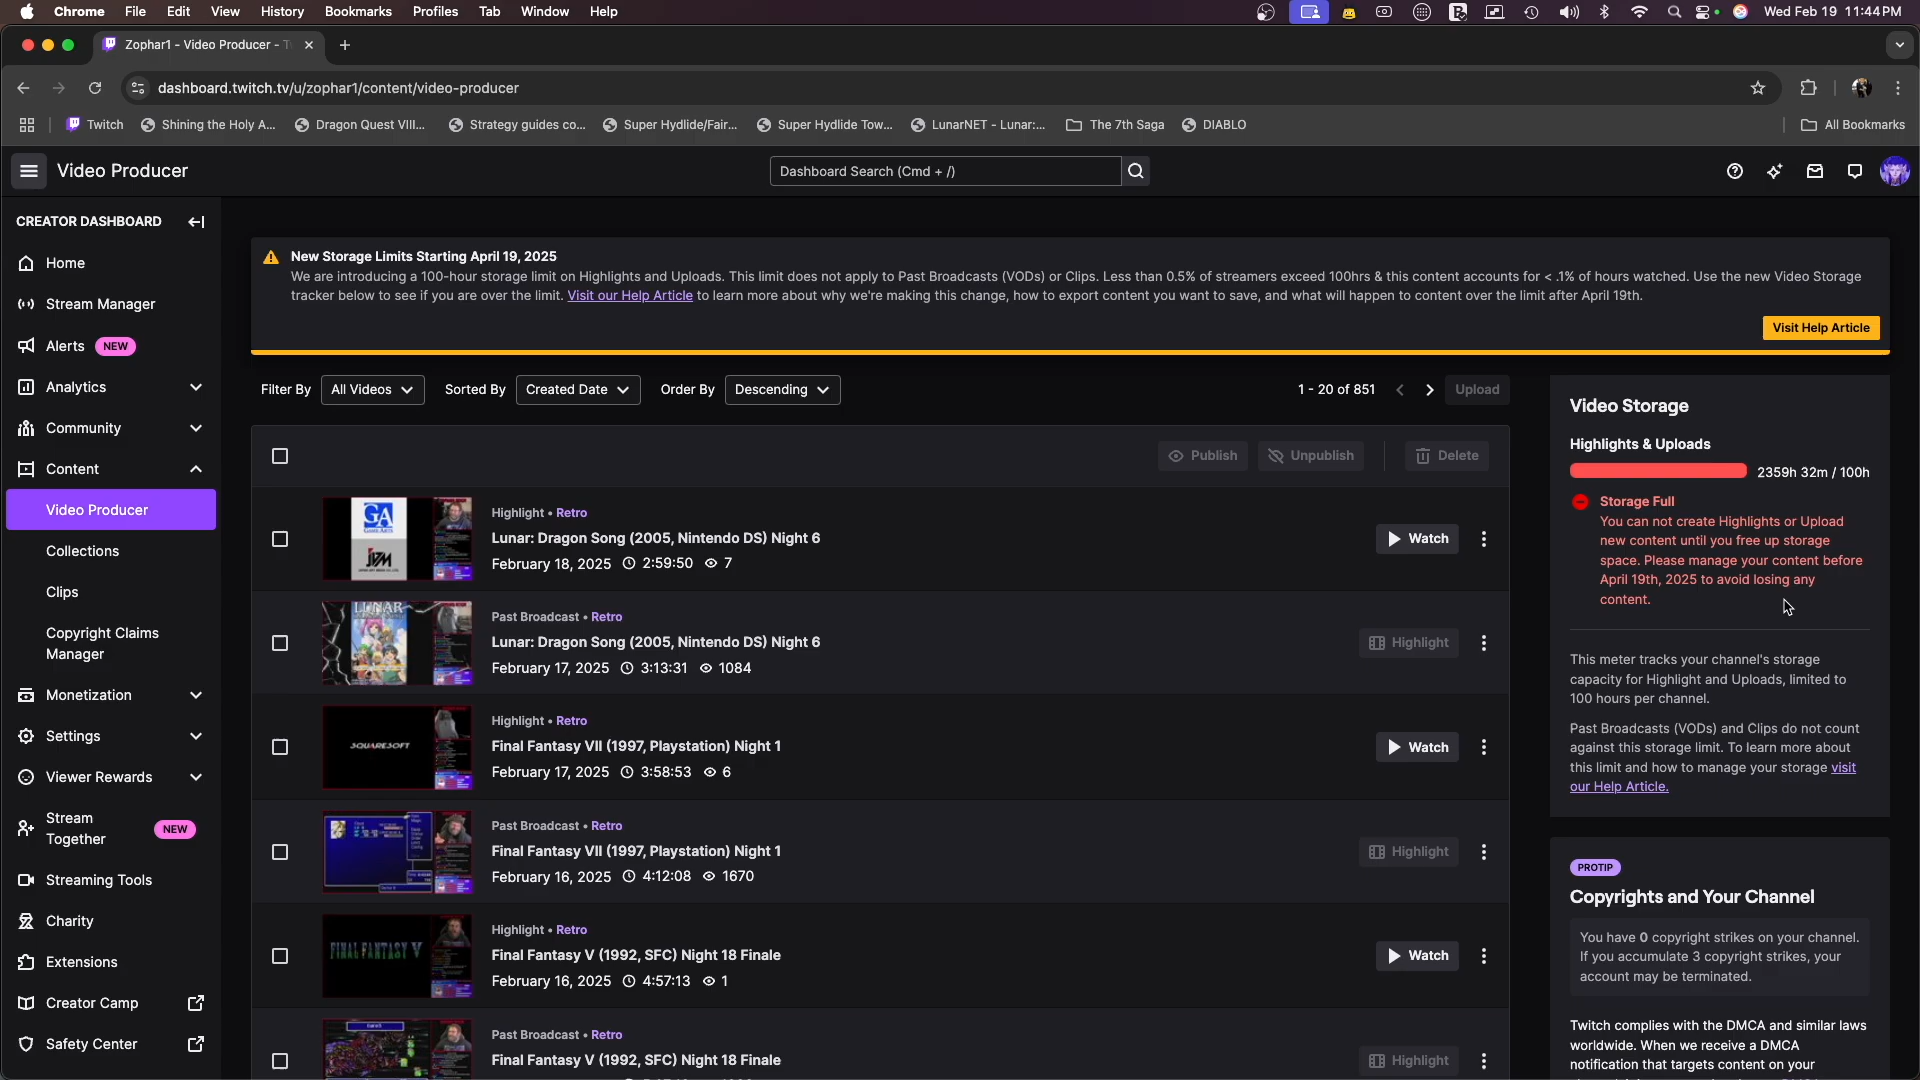 Chrome File Edit View History Bookmarks Profiles Tab Window Help
Wed Feb 19 11:44 PM
Zophar1 - Video Producer - T
dashboard.twitch.tv/u/zophar1/content/video-producer
Twitch
Shining the Holy A...
Dragon Quest VIII...
Strategy guides co...
Super Hydlide/Fair...
Super Hydlide Tow...
LunarNET - Lunar:...
The 7th Saga
DIABLO
All Bookmarks
Video Producer
Dashboard Search (Cmd + /)
CREATOR DASHBOARD
Home
Stream Manager
Alerts NEW
Analytics
Community
Content
Video Producer
Collections
Clips
Copyright Claims
Manager
Monetization
Settings
Viewer Rewards
Stream
Together
NEW
Streaming Tools
Charity
Extensions
Creator Camp
Safety Center
New Storage Limits Starting April 19, 2025
We are introducing a 100-hour storage limit on Highlights and Uploads. This limit does not apply to Past Broadcasts (VODs) or Clips. Less than 0.5% of streamers exceed 100hrs & this content accounts for < .1% of hours watched. Use the new Video Storage
tracker below to see if you are over the limit. Visit our Help Article to learn more about why we're making this change, how to export content you want to save, and what will happen to content over the limit after April 19th.
Visit Help Article
Filter By All Videos Sorted By Created Date Order By Descending
1 - 20 of 851
Upload
Publish
Unpublish
Delete
GA
GAME ARTS
Highlight • Retro
Lunar: Dragon Song (2005, Nintendo DS) Night 6
February 18, 2025 2:59:50 7
Watch
LUNAR
Past Broadcast • Retro
Lunar: Dragon Song (2005, Nintendo DS) Night 6
February 17, 2025 3:13:31 1084
Highlight
SQUARESOFT
Highlight • Retro
Final Fantasy VII (1997, Playstation) Night 1
February 17, 2025 3:58:53 6
Watch
Past Broadcast • Retro
Final Fantasy VII (1997, Playstation) Night 1
February 16, 2025 4:12:08 1670
Highlight
FINAL FANTASY V
Highlight • Retro
Final Fantasy V (1992, SFC) Night 18 Finale
February 16, 2025 4:57:13 1
Watch
Past Broadcast • Retro
Final Fantasy V (1992, SFC) Night 18 Finale
Highlight
Video Storage
Highlights & Uploads
2359h 32m / 100h
Storage Full
You can not create Highlights or Upload
new content until you free up storage
space. Please manage your content before
April 19th, 2025 to avoid losing any
content.
This meter tracks your channel's storage
capacity for Highlight and Uploads, limited to
100 hours per channel.
Past Broadcasts (VODs) and Clips do not count
against this storage limit. To learn more about
this limit and how to manage your storage visit
our Help Article.
PROTIP
Copyrights and Your Channel
You have 0 copyright strikes on your channel.
If you accumulate 3 copyright strikes, your
account may be terminated.
Twitch complies with the DMCA and similar laws
worldwide. When we receive a DMCA
notification that targets content on your